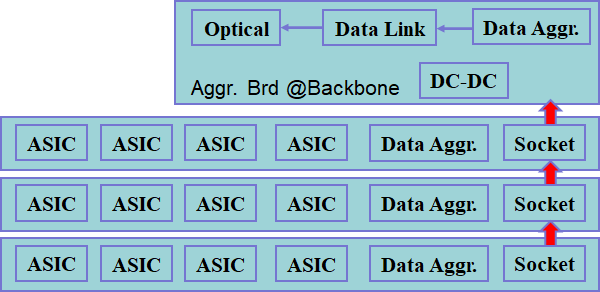 Optical Data Link Data Aggr.
Aggr. Brd @Backbone DC-DC
ASIC ASIC ASIC ASIC Data Aggr. Socket
ASIC ASIC ASIC ASIC Data Aggr. Socket
ASIC ASIC ASIC ASIC Data Aggr. Socket